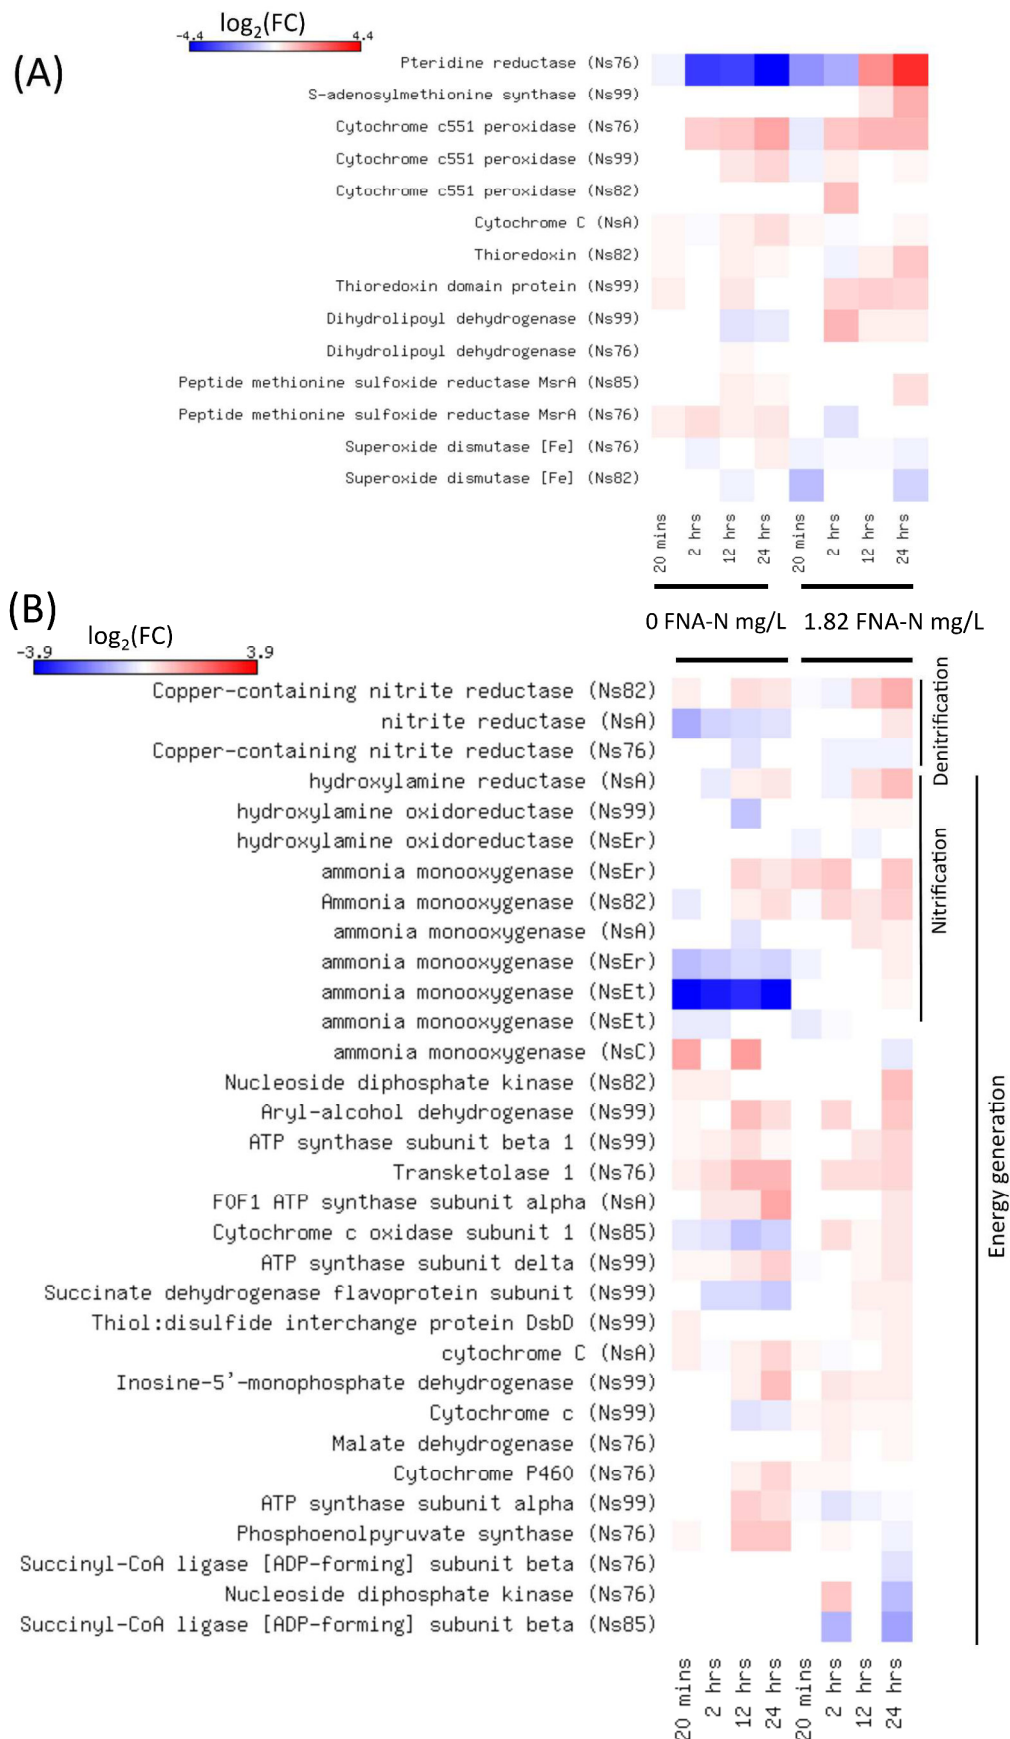 log2(FC)
-4.4 4.4
(A)
Pteridine reductase (Ns76)
S-adenosylmethionine synthase (Ns99)
Cytochrome c551 peroxidase (Ns76)
Cytochrome c551 peroxidase (Ns99)
Cytochrome c551 peroxidase (Ns82)
Cytochrome C (NsA)
Thioredoxin (Ns82)
Thioredoxin domain protein (Ns99)
Dihydrolipoyl dehydrogenase (Ns99)
Dihydrolipoyl dehydrogenase (Ns76)
Peptide methionine sulfoxide reductase MsrA (Ns85)
Peptide methionine sulfoxide reductase MsrA (Ns76)
Superoxide dismutase [Fe] (Ns76)
Superoxide dismutase [Fe] (Ns82)
20 mins 2 hrs 12 hrs 24 hrs 20 mins 2 hrs 12 hrs 24 hrs
0 FNA-N mg/L 1.82 FNA-N mg/L
(B)
log2(FC)
-3.9 3.9
Copper-containing nitrite reductase (Ns82)
nitrite reductase (NsA)
Copper-containing nitrite reductase (Ns76)
hydroxylamine reductase (NsA)
hydroxylamine oxidoreductase (Ns99)
hydroxylamine oxidoreductase (NsEr)
ammonia monooxygenase (NsEr)
Ammonia monooxygenase (Ns82)
ammonia monooxygenase (NsA)
ammonia monooxygenase (NsEr)
ammonia monooxygenase (NsEt)
ammonia monooxygenase (NsEt)
ammonia monooxygenase (NsC)
Nucleoside diphosphate kinase (Ns82)
Aryl-alcohol dehydrogenase (Ns99)
ATP synthase subunit beta 1 (Ns99)
Transketolase 1 (Ns76)
FOF1 ATP synthase subunit alpha (NsA)
Cytochrome c oxidase subunit 1 (Ns85)
ATP synthase subunit delta (Ns99)
Succinate dehydrogenase flavoprotein subunit (Ns99)
Thiol:disulfide interchange protein DsbD (Ns99)
cytochrome C (NsA)
Inosine-5'-monophosphate dehydrogenase (Ns99)
Cytochrome c (Ns99)
Malate dehydrogenase (Ns76)
Cytochrome P460 (Ns76)
ATP synthase subunit alpha (Ns99)
Phosphoenolpyruvate synthase (Ns76)
Succinyl-CoA ligase [ADP-forming] subunit beta (Ns76)
Nucleoside diphosphate kinase (Ns76)
Succinyl-CoA ligase [ADP-forming] subunit beta (Ns85)
Denitrification
Nitrification
Energy generation
20 mins 2 hrs 12 hrs 24 hrs 20 mins 2 hrs 12 hrs 24 hrs